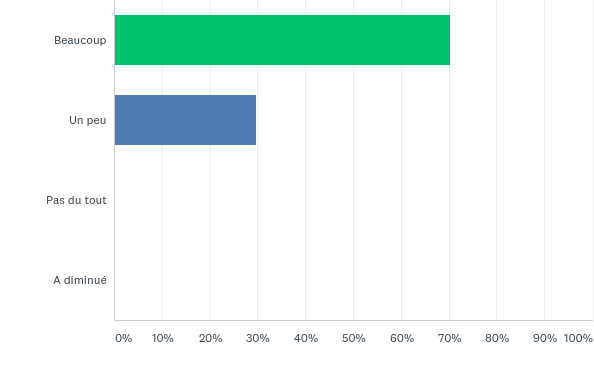 Beaucoup
Un peu
Pas du tout
A diminué
0% 10% 20% 30% 40% 50% 60% 70% 80% 90% 100%